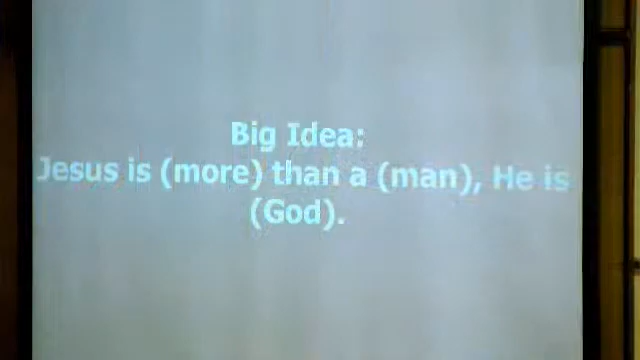 Big Idea:
Jesus is (more) than a (man), He is
(God).